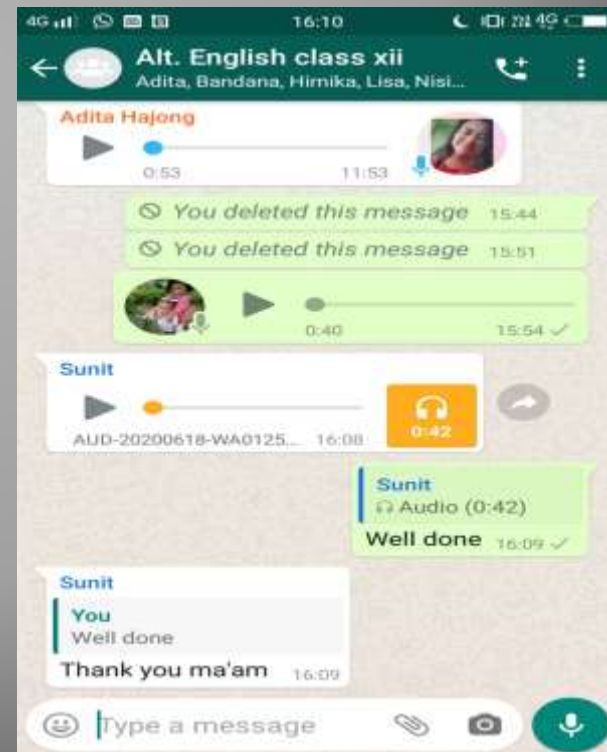 4G 16:10 4G
Alt. English class xii
Adita, Bandana, Himika, Lisa, Nisi...
Adita Hajong
0:53 11:53
You deleted this message 15:44
You deleted this message 15:51
0:40 15:54
Sunit
0:42
AUD-20200618-WA0125... 16:08
Sunit
Audio (0:42)
Well done 16:09
Sunit
You
Well done
Thank you ma'am 16:09
Type a message